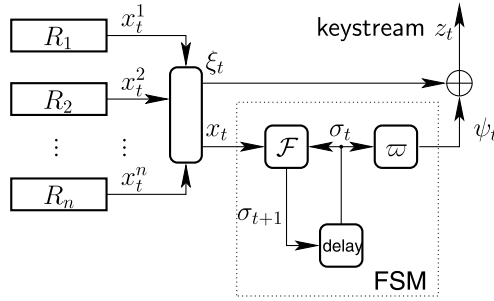 keystream z_t
R_1 x_t^1
ξ_t
R_2 x_t^2
x_t
σ_t
ψ_t
⋮ ⋮
F ϖ
R_n x_t^n
σ_{t+1}
delay
FSM